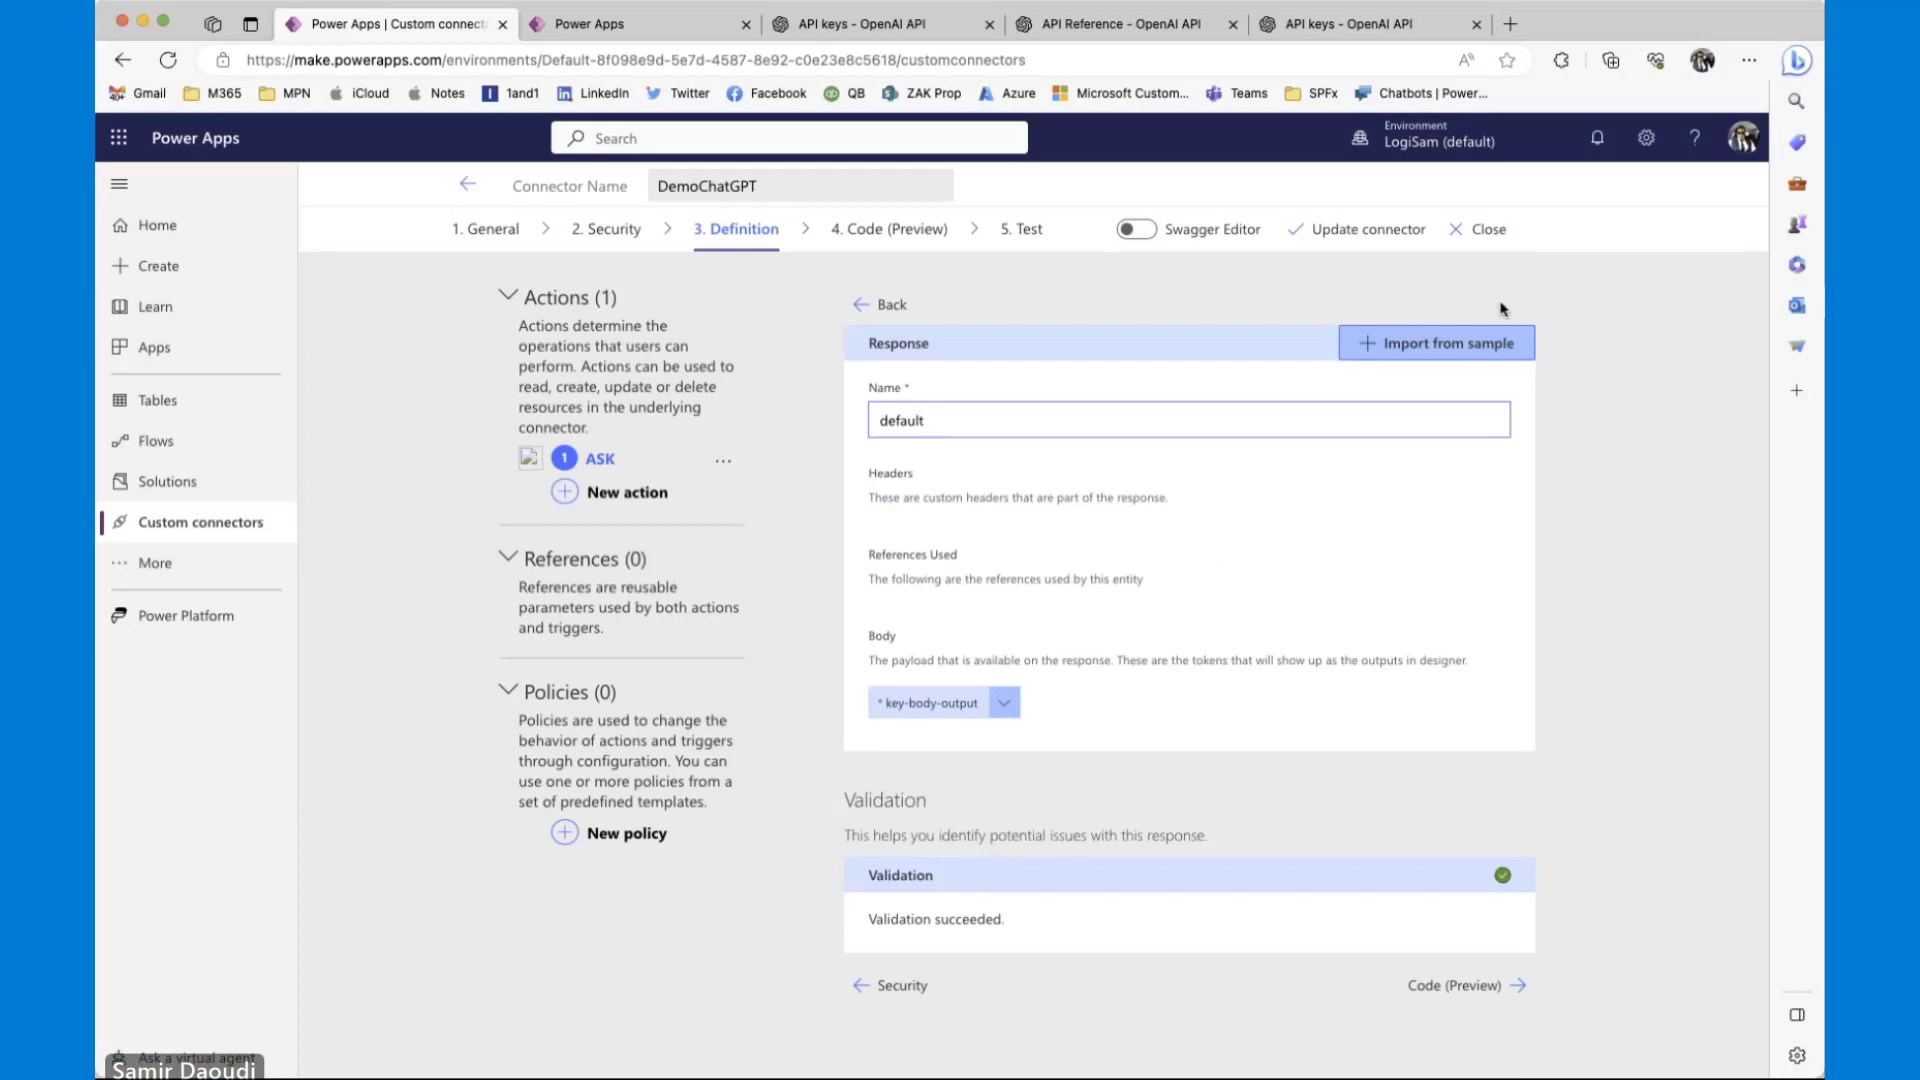 Power Apps | Custom connect
Power Apps
API keys - OpenAI API
API Reference - OpenAI API
API keys - OpenAI API
https://make.powerapps.com/environments/Default-8f098e9d-5e7d-4587-8e92-c0e23e8c5618/customconnectors
40+
Gmail
M365
MPN
iCloud
Notes
1and1
LinkedIn
Twitter
Facebook
QB
ZAK Prop
Azure
Microsoft Custom...
Teams
SPFx
Chatbots | Power...
Power Apps
Search
Environment
LogiSam (default)
Connector Name
DemoChatGPT
1. General
2. Security
3. Definition
4. Code (Preview)
5. Test
Swagger Editor
Update connector
Close
Home
Create
Learn
Apps
Tables
Flows
Solutions
Custom connectors
More
Power Platform
Ask a virtual agent
Samir Daoudi
Actions (1)
Actions determine the
operations that users can
perform. Actions can be used to
read, create, update or delete
resources in the underlying
connector.
1 ASK ...
New action
References (0)
References are reusable
parameters used by both actions
and triggers.
Policies (0)
Policies are used to change the
behavior of actions and triggers
through configuration. You can
use one or more policies from a
set of predefined templates.
New policy
Back
Response
Import from sample
Name *
default
Headers
These are custom headers that are part of the response.
References Used
The following are the references used by this entity
Body
The payload that is available on the response. These are the tokens that will show up as the outputs in designer.
* key-body-output
Validation
This helps you identify potential issues with this response.
Validation
Validation succeeded.
Security
Code (Preview)